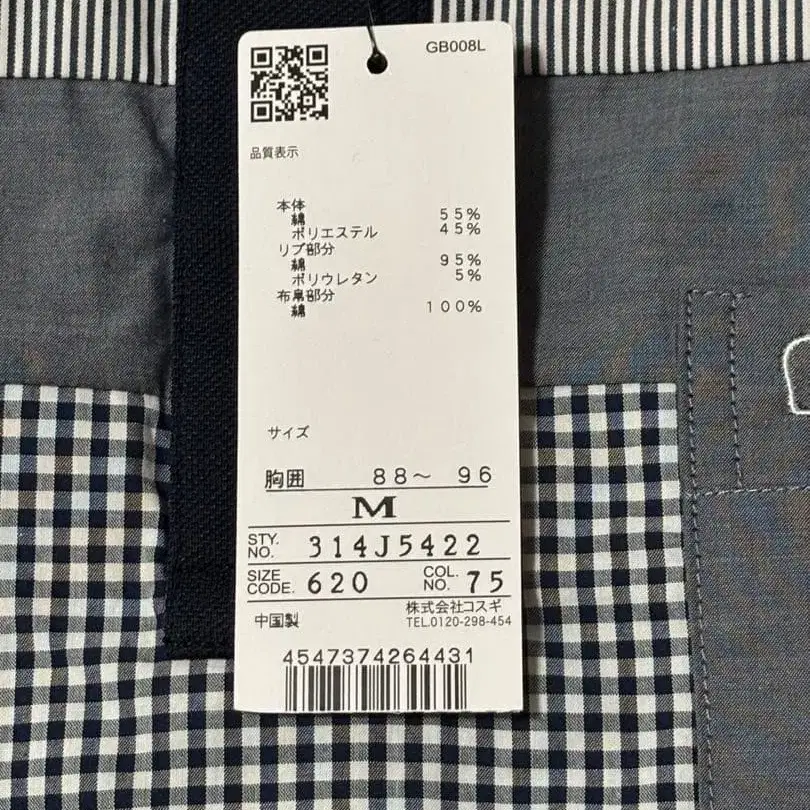 GB008L
品質表示
本体
綿 55%
ポリエステル 45%
リブ部分
綿 95%
ポリウレタン 5%
布帛部分
綿 100%
サイズ
胸囲 88～ 96
M
STY. NO. 314J5422
SIZE CODE. 620 COL. NO. 75
中国製 株式会社コスギ
TEL.0120-298-454
4547374264431